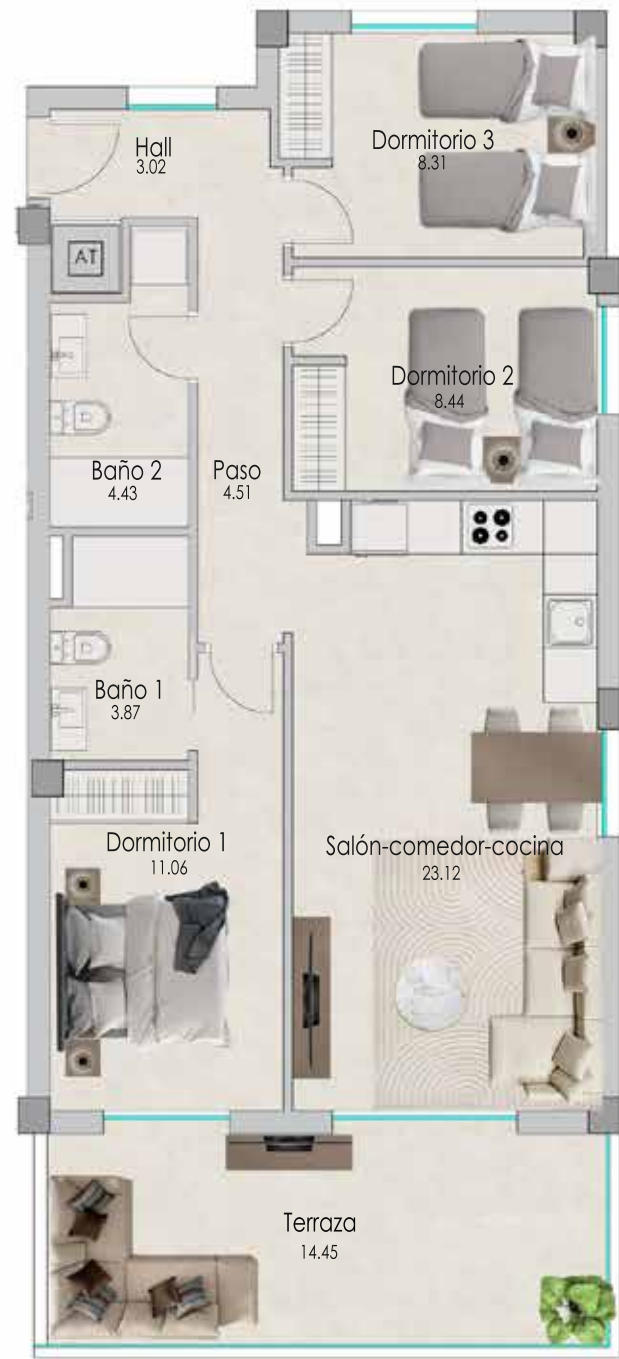 Hall
3.02
Dormitorio 3
8.31
AT
Dormitorio 2
8.44
Baño 2
4.43
Paso
4.51
Baño 1
3.87
Dormitorio 1
11.06
Salón-comedor-cocina
23.12
Terraza
14.45